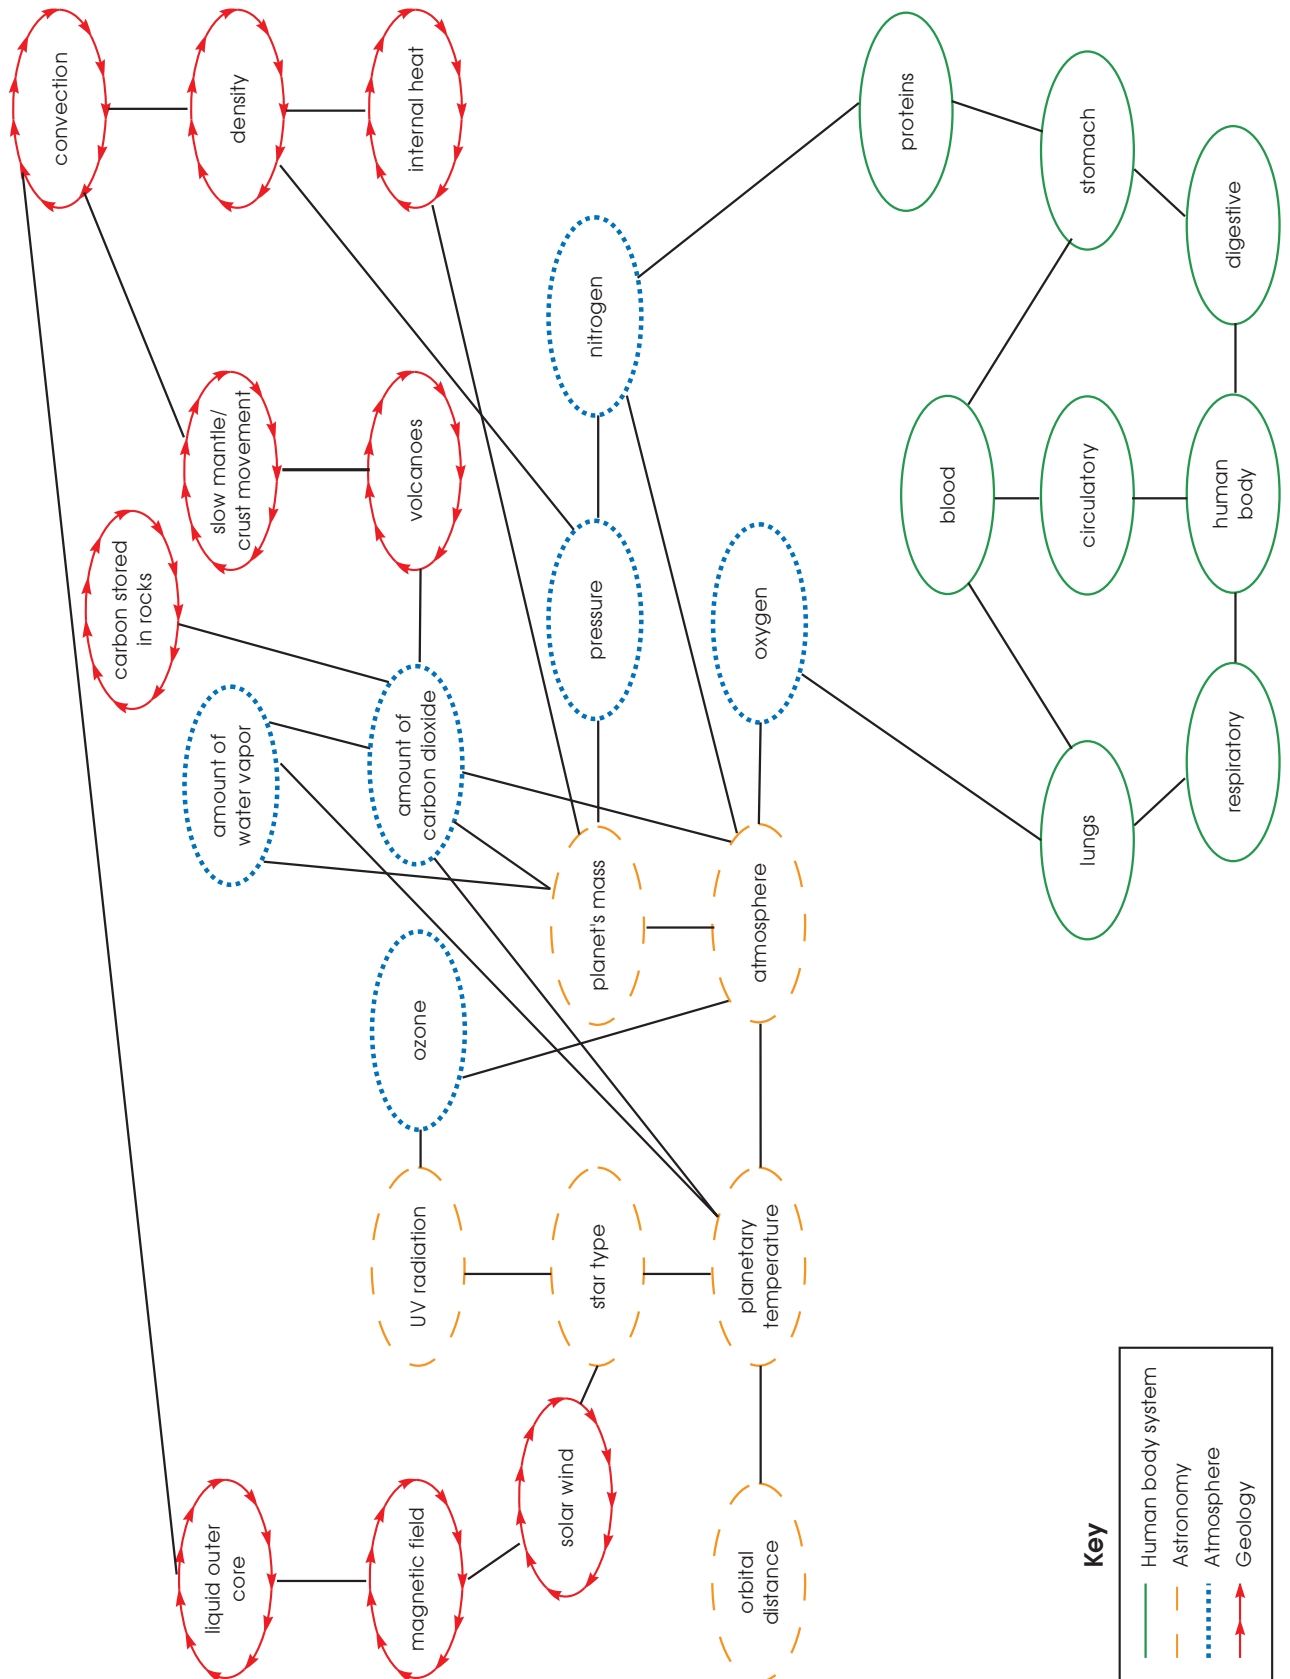 liquid outer
core
convection
carbon stored
in rocks
amount of
water vapor
slow mantle/
crust movement
density
magnetic field
UV radiation
ozone
amount of
carbon dioxide
volcanoes
internal heat
solar wind
star type
planet's mass
pressure
nitrogen
orbital
distance
planetary
temperature
atmosphere
oxygen
proteins
blood
lungs
circulatory
stomach
respiratory
human
body
digestive
Key
Human body system
Astronomy
Atmosphere
Geology